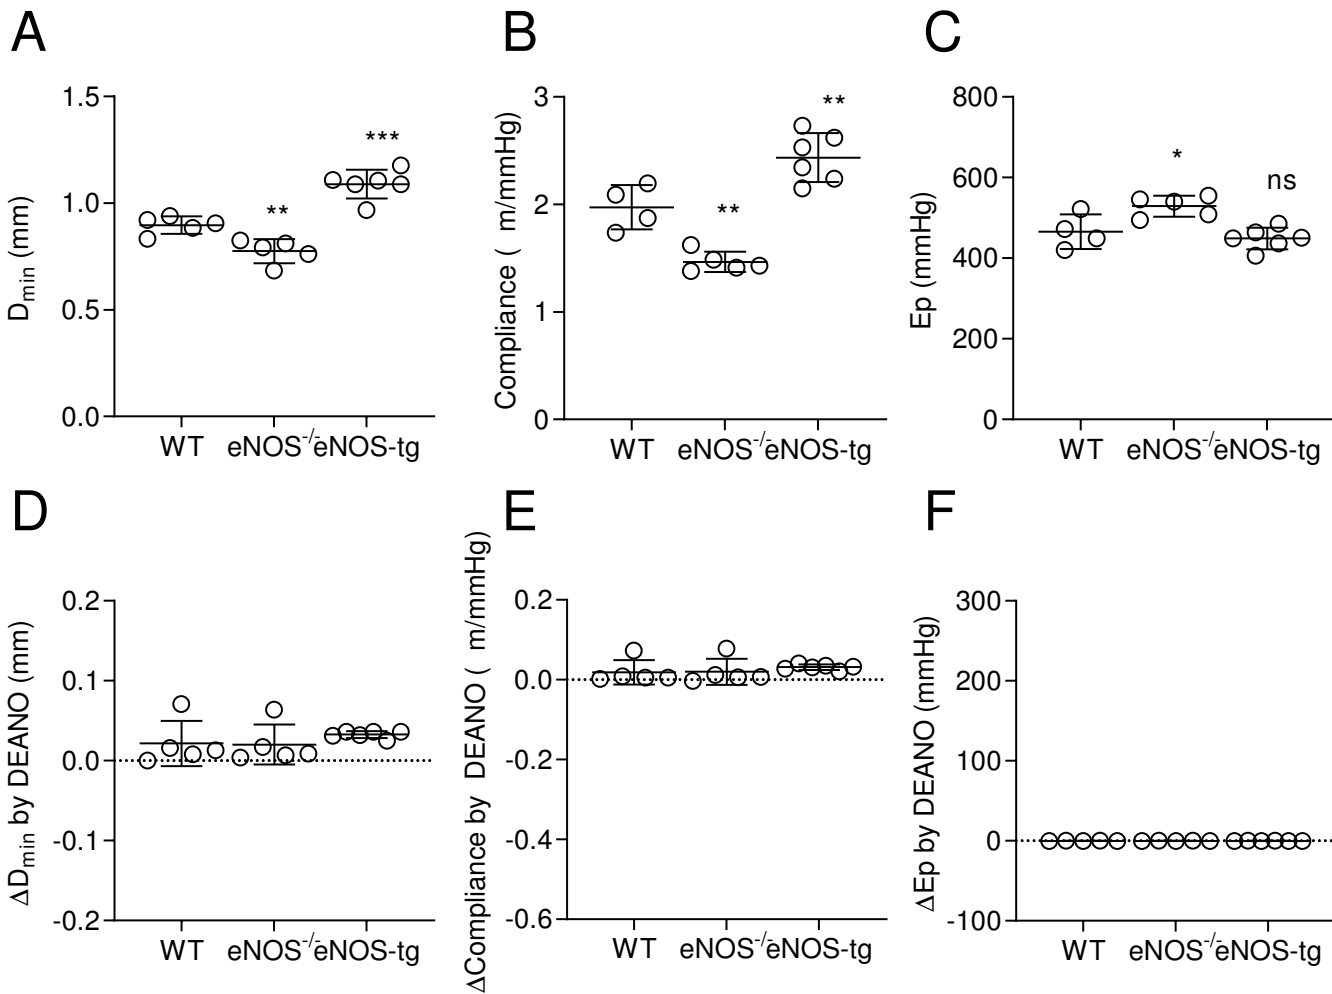 A
B
C
Dmin (mm)
1.5
1.0
0.5
0.0
**
***
WT
eNOS-/-
eNOS-tg
Compliance ( m/mmHg)
3
2
1
0
**
**
WT
eNOS-/-
eNOS-tg
Ep (mmHg)
800
600
400
200
0
*
ns
WT
eNOS-/-
eNOS-tg
D
E
F
ΔDmin by DEANO (mm)
0.2
0.1
0.0
-0.1
-0.2
WT
eNOS-/-
eNOS-tg
ΔCompliance by DEANO ( m/mmHg)
0.2
0.0
-0.2
-0.4
-0.6
WT
eNOS-/-
eNOS-tg
ΔEp by DEANO (mmHg)
300
200
100
0
-100
WT
eNOS-/-
eNOS-tg